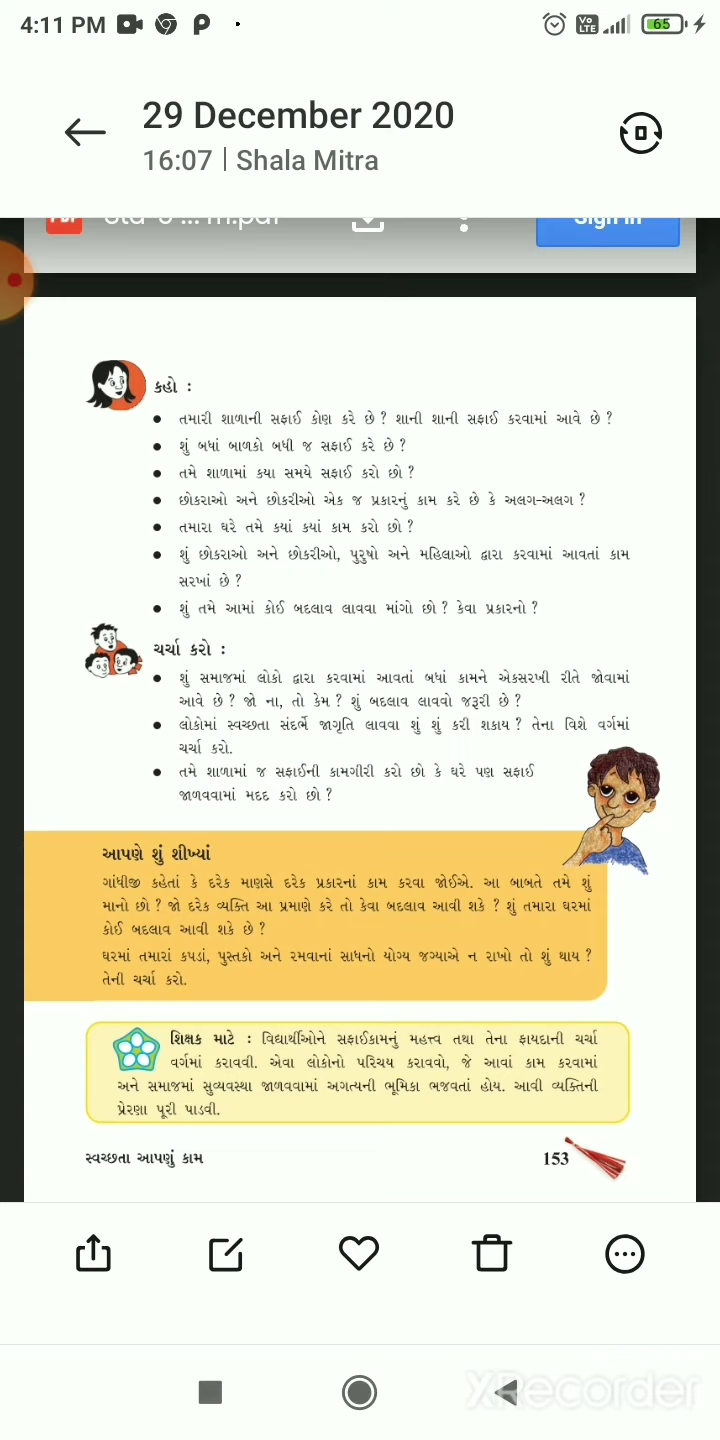 4:11 PM
Vo LTE
65
29 December 2020
16:07 | Shala Mitra
Sign in
કહો :
• તમારી શાળાની સફાઈ કોણ કરે છે ? શાની શાની સફાઈ કરવામાં આવે છે ?
• શું બધાં બાળકો બધી જ સફાઈ કરે છે ?
• તમે શાળામાં કયા સમયે સફાઈ કરો છો ?
• છોકરાઓ અને છોકરીઓ એક જ પ્રકારનું કામ કરે છે કે અલગ-અલગ ?
• તમારા ઘરે તમે કયાં કયાં કામ કરો છો ?
• શું છોકરાઓ અને છોકરીઓ, પુરુષો અને મહિલાઓ દ્વારા કરવામાં આવતાં કામ
સરખાં છે ?
• શું તમે આમાં કોઈ બદલાવ લાવવા માંગો છો ? કેવા પ્રકારનો ?
ચર્ચા કરો :
• શું સમાજમાં લોકો દ્વારા કરવામાં આવતાં બધાં કામને એકસરખી રીતે જોવામાં
આવે છે ? જો ના, તો કેમ ? શું બદલાવ લાવવો જરૂરી છે ?
• લોકોમાં સ્વચ્છતા સંદર્ભે જાગૃતિ લાવવા શું શું કરી શકાય ? તેના વિશે વર્ગમાં
ચર્ચા કરો.
• તમે શાળામાં જ સફાઈની કામગીરી કરો છો કે ઘરે પણ સફાઈ
જાળવવામાં મદદ કરો છો ?
આપણે શું શીખ્યાં
ગાંધીજી કહેતાં કે દરેક માણસે દરેક પ્રકારનાં કામ કરવા જોઈએ. આ બાબતે તમે શું
માનો છો ? જો દરેક વ્યક્તિ આ પ્રમાણે કરે તો કેવા બદલાવ આવી શકે ? શું તમારા ઘરમાં
કોઈ બદલાવ આવી શકે છે ?
ઘરમાં તમારાં કપડાં, પુસ્તકો અને રમવાનાં સાધનો યોગ્ય જગ્યાએ ન રાખો તો શું થાય ?
તેની ચર્ચા કરો.
શિક્ષક માટે : વિદ્યાર્થીઓને સફાઈકામનું મહત્ત્વ તથા તેના ફાયદાની ચર્ચા
વર્ગમાં કરાવવી. એવા લોકોનો પરિચય કરાવવો, જે આવાં કામ કરવામાં
અને સમાજમાં સુવ્યવસ્થા જાળવવામાં અગત્યની ભૂમિકા ભજવતાં હોય. આવી વ્યક્તિની
પ્રેરણા પૂરી પાડવી.
સ્વચ્છતા આપણું કામ 153
XRecorder